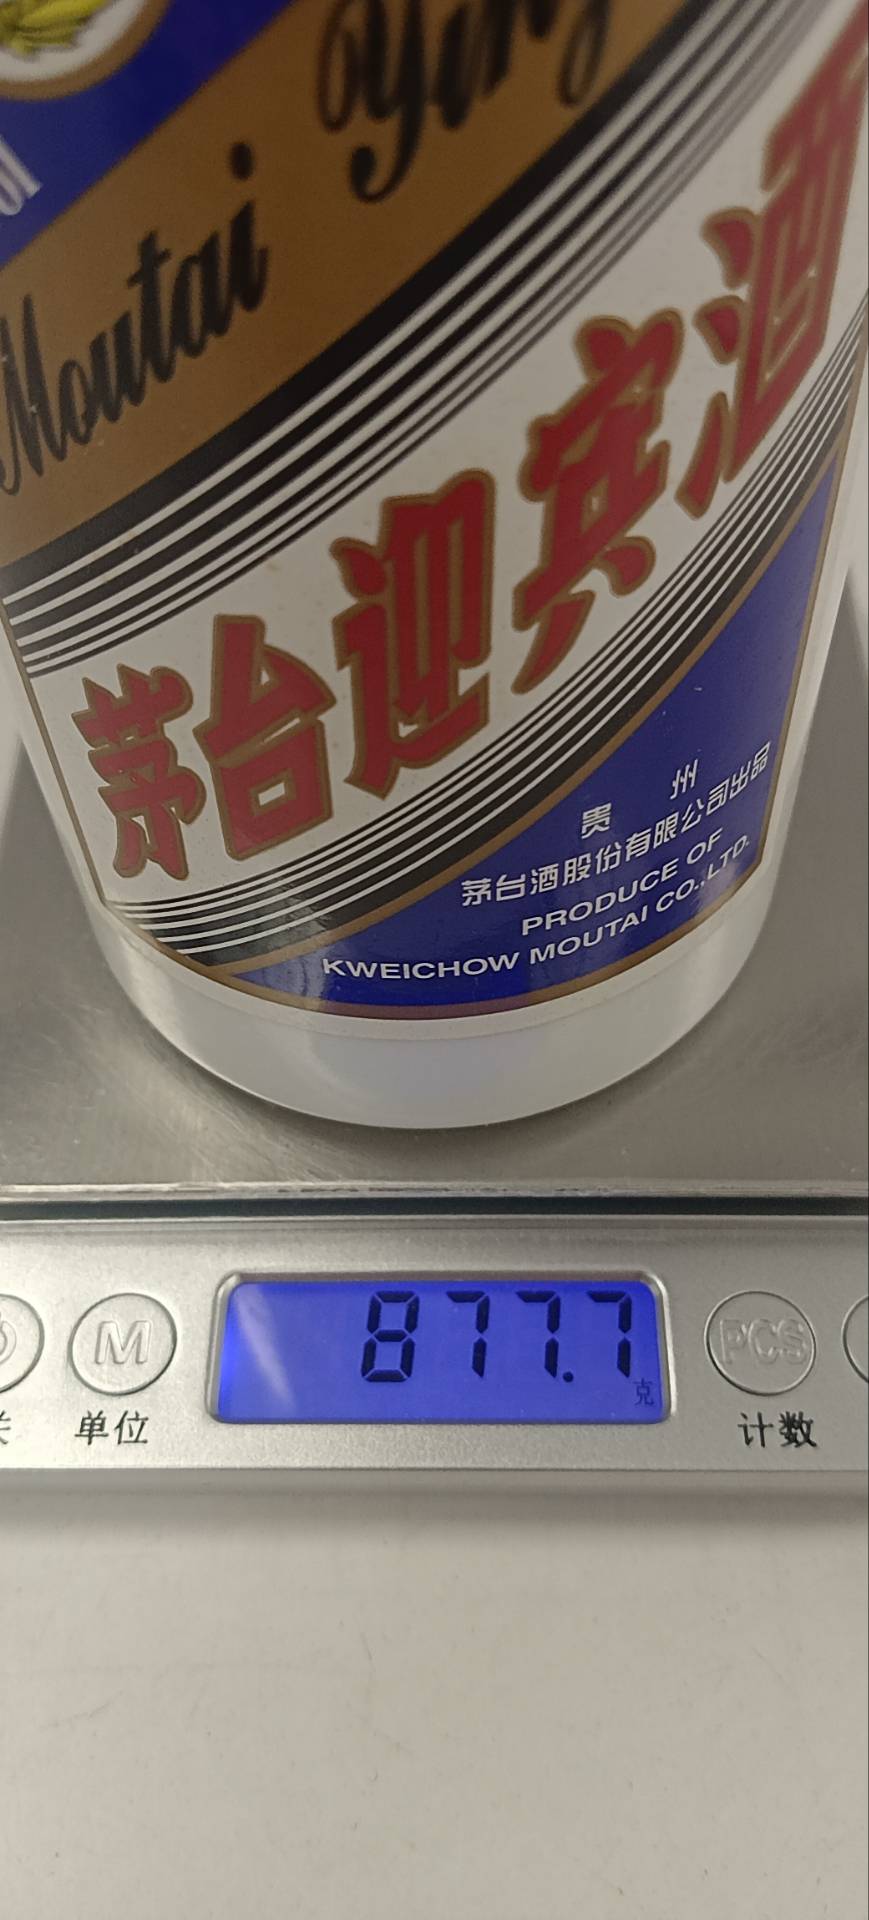 Moutai Ying
茅台迎宾酒
贵州
茅台酒股份有限公司出品
PRODUCE OF
KWEICHOW MOUTAI CO.,LTD.
877.7
克
M
PCS
单位
计数